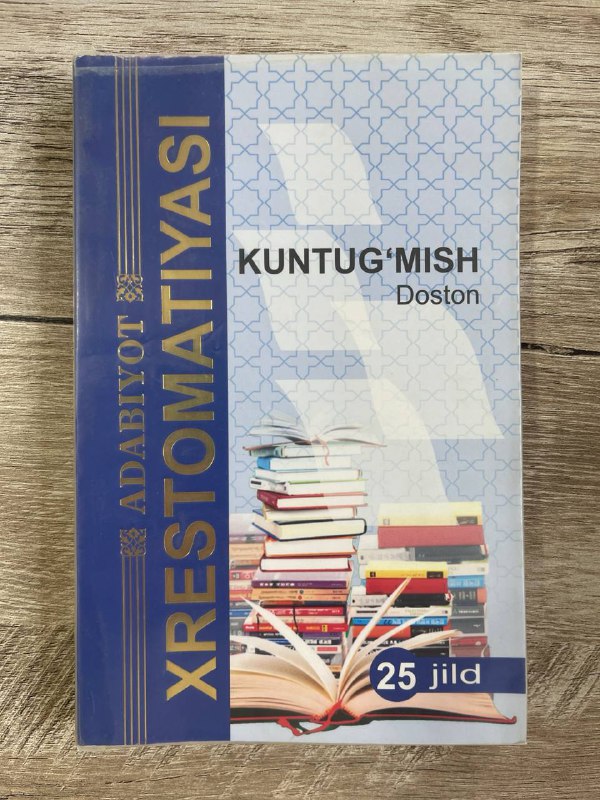 ADABIYOT
XRESTOMATIYASI
KUNTUG‘MISH
Doston
25 jild